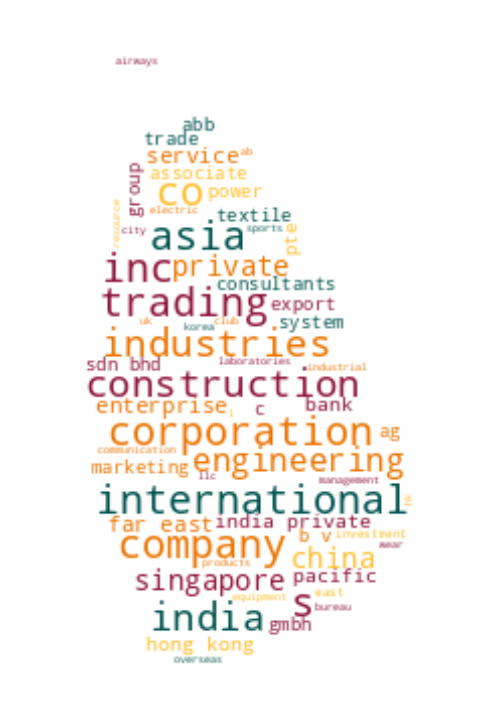 airways
abb
trade
service ab
associate
group
co power
resource
electric
textile
city
asia sports
pte
inc private
consultants
trading export
uk club system
korea
industries
sdn bhd laboratories industrial
construction
enterprise i c bank
corporation ag
communication
marketing engineering
llc management
international hk
far east india private
company b v investment
wear
products china
singapore pacific
equipment east
s bureau
india gmbh
hong kong
overseas